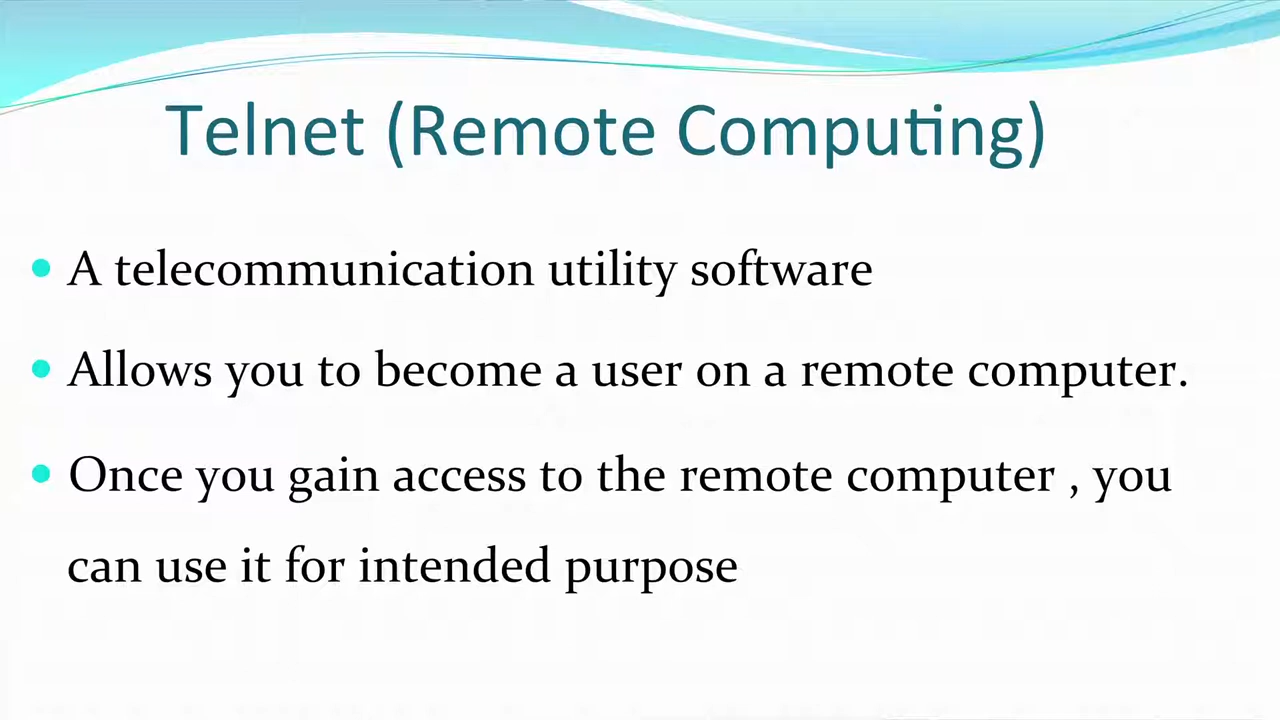 Telnet (Remote Computing)
• A telecommunication utility software
• Allows you to become a user on a remote computer.
• Once you gain access to the remote computer , you
can use it for intended purpose